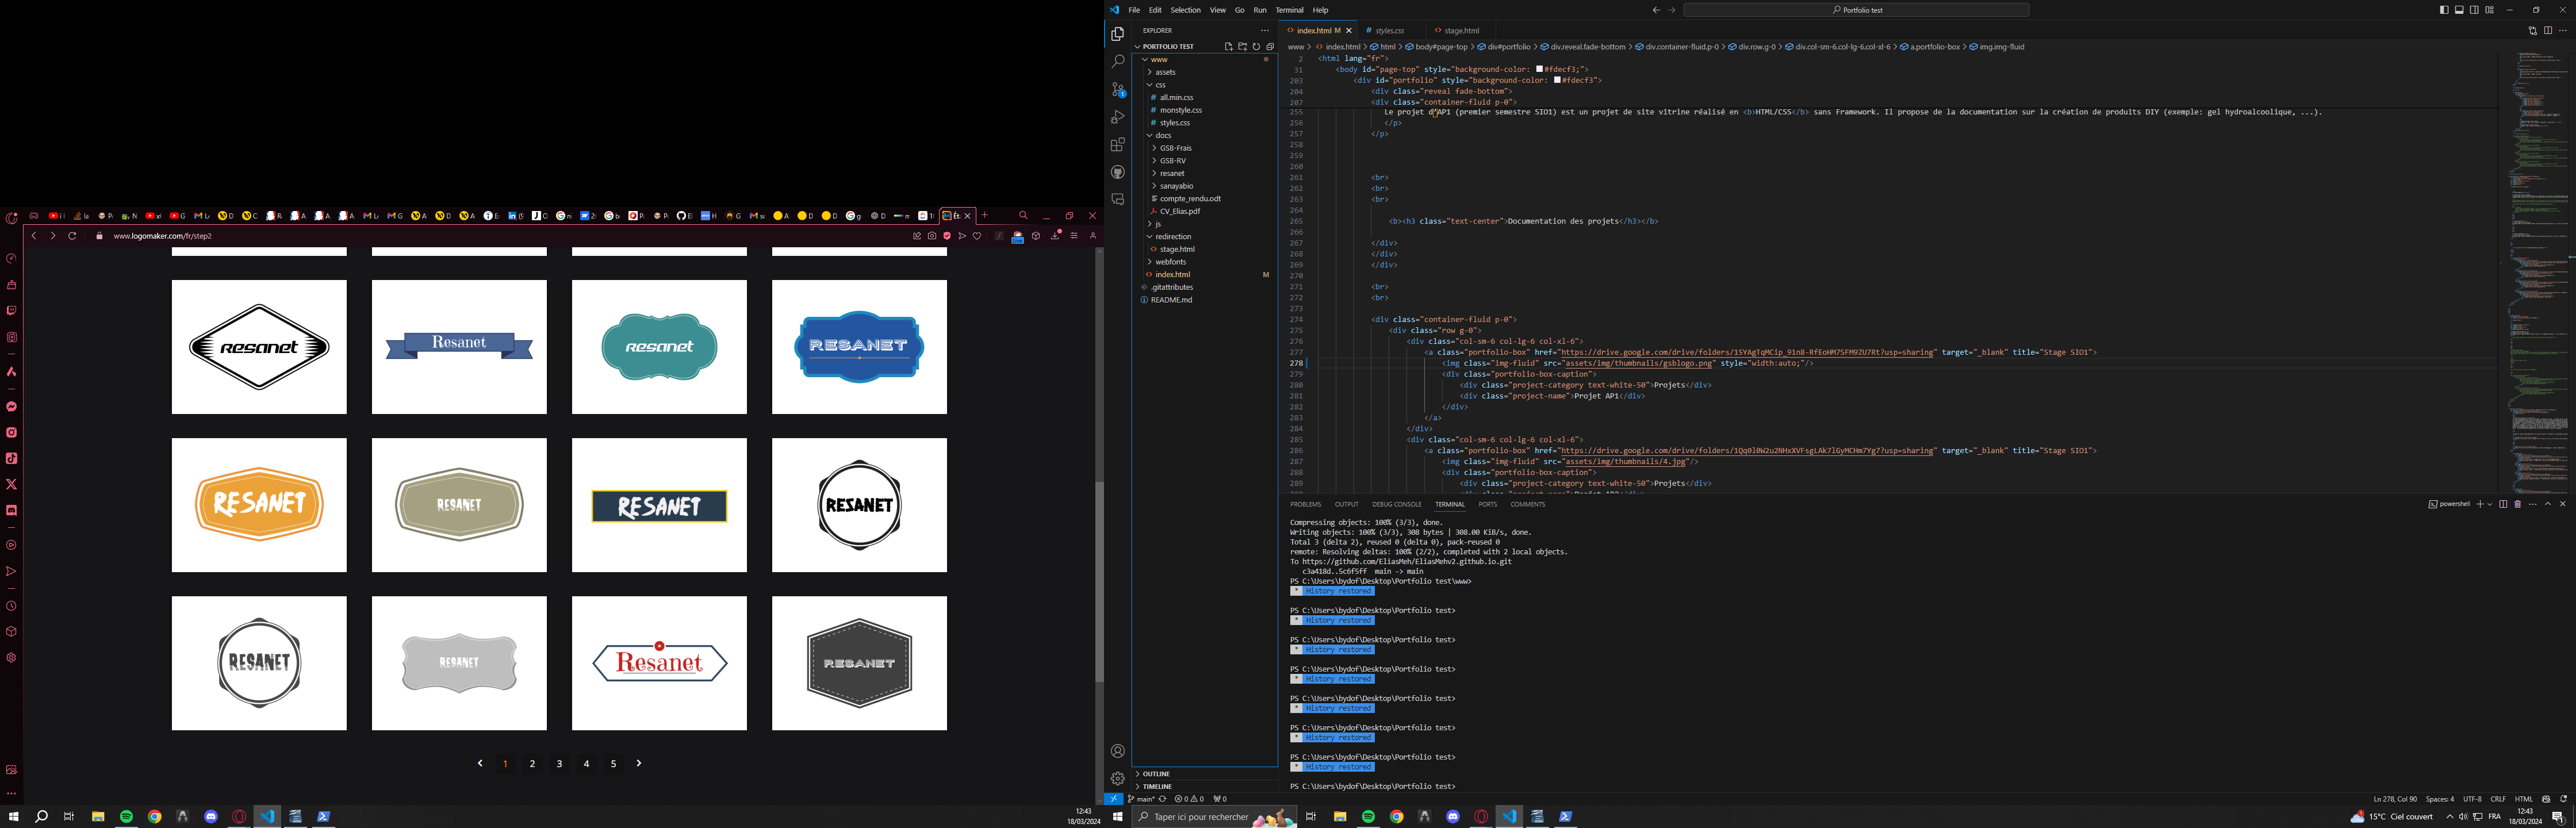 www.logomaker.com/fr/step2
Resanet
Resanet
Resanet
RESANET
RESANET
RESANET
RESANET
RESANET
RESANET
RESANET
Resanet
RESANET
1 2 3 4 5
12:43
18/03/2024
File Edit Selection View Go Run Terminal Help
Portfolio test
EXPLORER
PORTFOLIO TEST
www
assets
css
all.min.css
monstyle.css
styles.css
docs
GSB-Frais
GSB-RV
resanet
sanayabio
compte_rendu.odt
CV_Elias.pdf
js
redirection
stage.html
webfonts
index.html M
.gitattributes
README.md
OUTLINE
TIMELINE
index.html M styles.css stage.html
www > index.html > html > body#page-top > div#portfolio > div.reveal.fade-bottom > div.container-fluid.p-0 > div.row.g-0 > div.col-sm-6.col-lg-6.col-xl-6 > a.portfolio-box > img.img-fluid
2 <html lang="fr">
31 <body id="page-top" style="background-color: #fdecf3;">
203 <div id="portfolio" style="background-color: #fdecf3">
204 <div class="reveal fade-bottom">
207 <div class="container-fluid p-0">
255 Le projet d'AP1 (premier semestre SIO1) est un projet de site vitrine réalisé en <b>HTML/CSS</b> sans Framework. Il propose de la documentation sur la création de produits DIY (exemple: gel hydroalcoolique, ...).
256 </p>
257 </p>
258
259
260
261 <br>
262 <br>
263 <br>
264
265 <b><h3 class="text-center">Documentation des projets</h3></b>
266
267 </div>
268 </div>
269 </div>
270
271 <br>
272 <br>
273
274 <div class="container-fluid p-0">
275 <div class="row g-0">
276 <div class="col-sm-6 col-lg-6 col-xl-6">
277 <a class="portfolio-box" href="https://drive.google.com/drive/folders/15YAgTqMCip_91n8-RfEoHM7SFM9ZU7Rt?usp=sharing" target="_blank" title="Stage SIO1">
278 <img class="img-fluid" src="assets/img/thumbnails/gsblogo.png" style="width:auto;"/>
279 <div class="portfolio-box-caption">
280 <div class="project-category text-white-50">Projets</div>
281 <div class="project-name">Projet AP1</div>
282 </div>
283 </a>
284 </div>
285 <div class="col-sm-6 col-lg-6 col-xl-6">
286 <a class="portfolio-box" href="https://drive.google.com/drive/folders/1Qq0l0W2u2NHxXVFsgLAk7lGyMCHm7Yg7?usp=sharing" target="_blank" title="Stage SIO1">
287 <img class="img-fluid" src="assets/img/thumbnails/4.jpg"/>
288 <div class="portfolio-box-caption">
289 <div class="project-category text-white-50">Projets</div>
PROBLEMS OUTPUT DEBUG CONSOLE TERMINAL PORTS COMMENTS
powershell
Compressing objects: 100% (3/3), done.
Writing objects: 100% (3/3), 308 bytes | 308.00 KiB/s, done.
Total 3 (delta 2), reused 0 (delta 0), pack-reused 0
remote: Resolving deltas: 100% (2/2), completed with 2 local objects.
To https://github.com/EliasMeh/EliasMehv2.github.io.git
c3a418d..5c6f5ff main -> main
PS C:\Users\bydof\Desktop\Portfolio test\www>
* History restored
PS C:\Users\bydof\Desktop\Portfolio test>
* History restored
PS C:\Users\bydof\Desktop\Portfolio test>
* History restored
PS C:\Users\bydof\Desktop\Portfolio test>
* History restored
PS C:\Users\bydof\Desktop\Portfolio test>
* History restored
PS C:\Users\bydof\Desktop\Portfolio test>
* History restored
PS C:\Users\bydof\Desktop\Portfolio test>
* History restored
PS C:\Users\bydof\Desktop\Portfolio test>
main* 0 0 0
Ln 278, Col 90 Spaces: 4 UTF-8 CRLF HTML
Taper ici pour rechercher
15°C Ciel couvert
FRA
12:43
18/03/2024